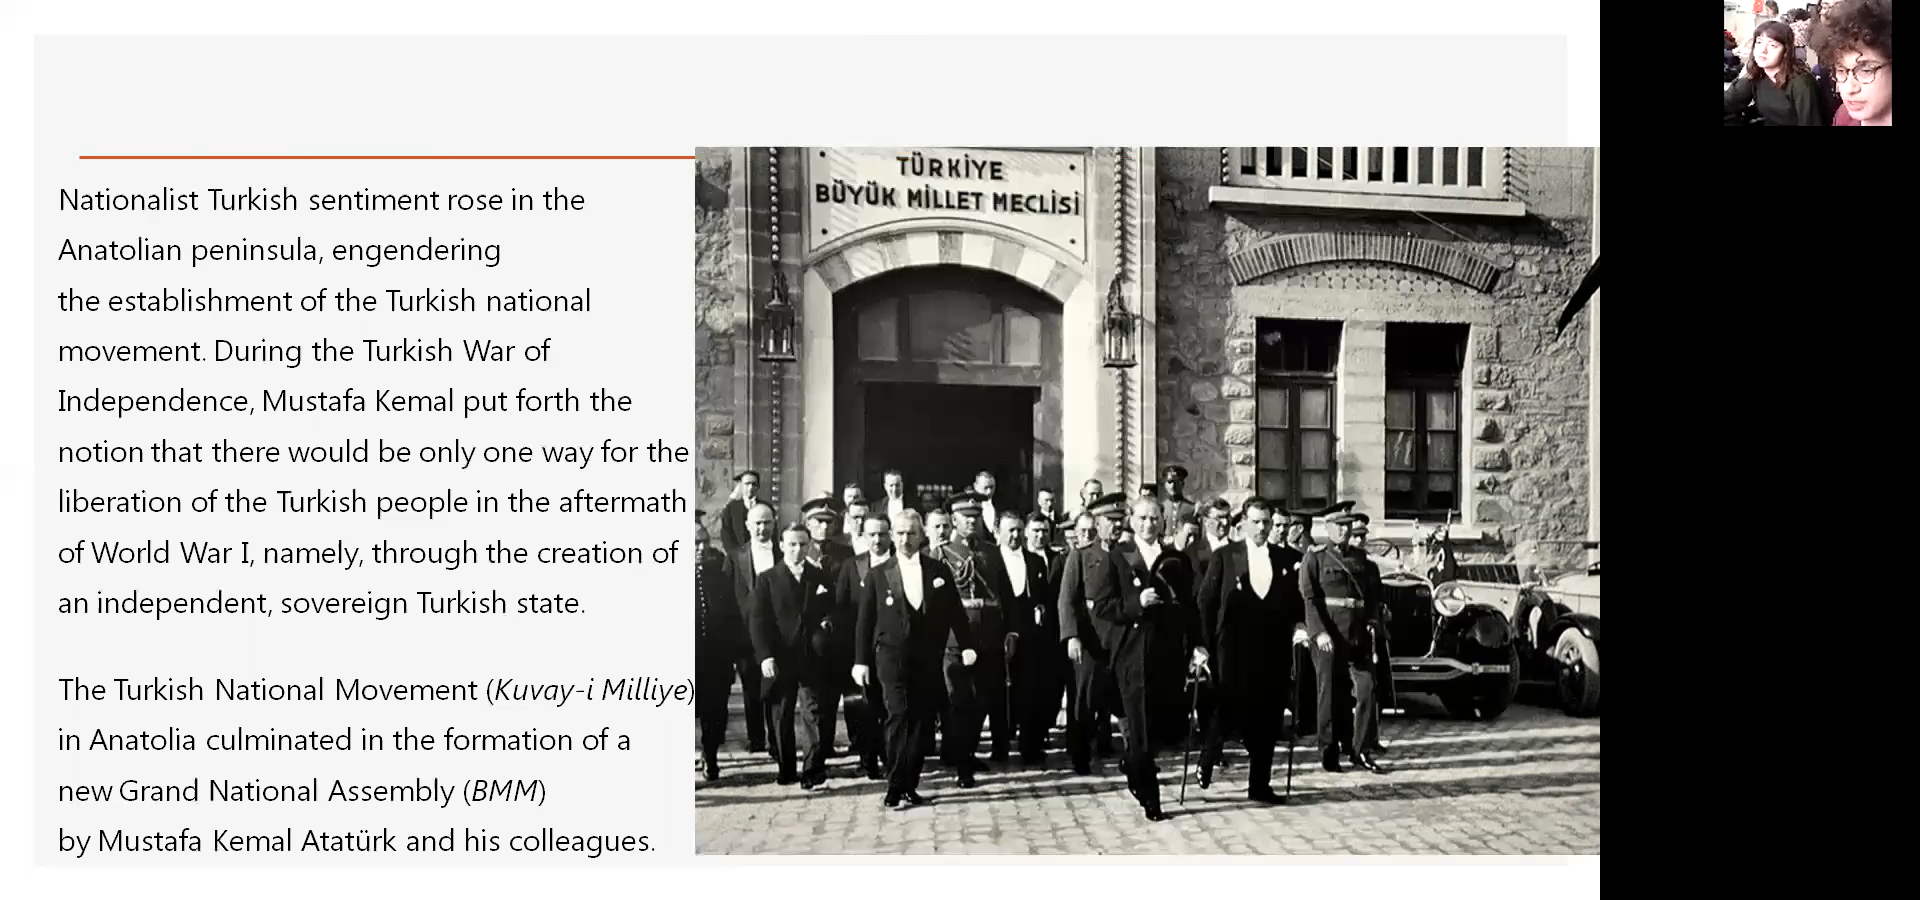 Nationalist Turkish sentiment rose in the
Anatolian peninsula, engendering
the establishment of the Turkish national
movement. During the Turkish War of
Independence, Mustafa Kemal put forth the
notion that there would be only one way for the
liberation of the Turkish people in the aftermath
of World War I, namely, through the creation of
an independent, sovereign Turkish state.
The Turkish National Movement (Kuvay-i Milliye)
in Anatolia culminated in the formation of a
new Grand National Assembly (BMM)
by Mustafa Kemal Atatürk and his colleagues.
TÜRKİYE
BÜYÜK MİLLET MECLİSİ